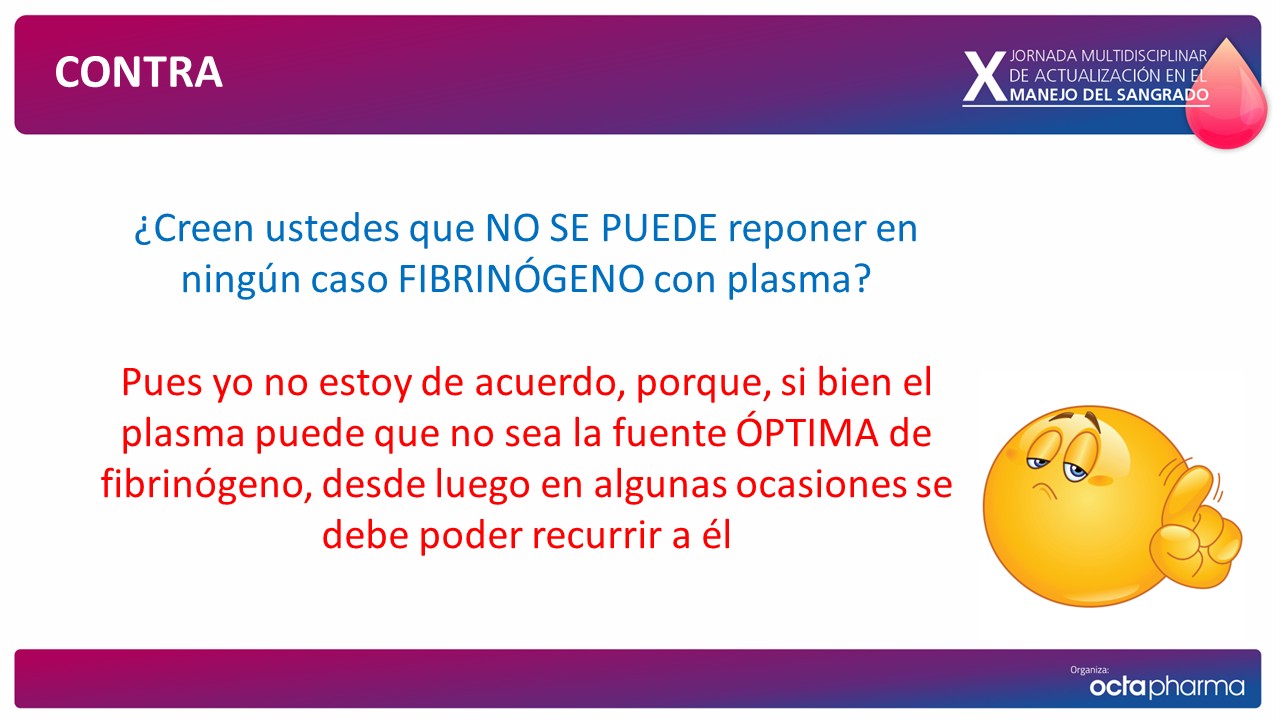 CONTRA
X JORNADA MULTIDISCIPLINAR
DE ACTUALIZACIÓN EN EL
MANEJO DEL SANGRADO
¿Creen ustedes que NO SE PUEDE reponer en
ningún caso FIBRINÓGENO con plasma?
Pues yo no estoy de acuerdo, porque, si bien el
plasma puede que no sea la fuente ÓPTIMA de
fibrinógeno, desde luego en algunas ocasiones se
debe poder recurrir a él
Organiza:
octapharma